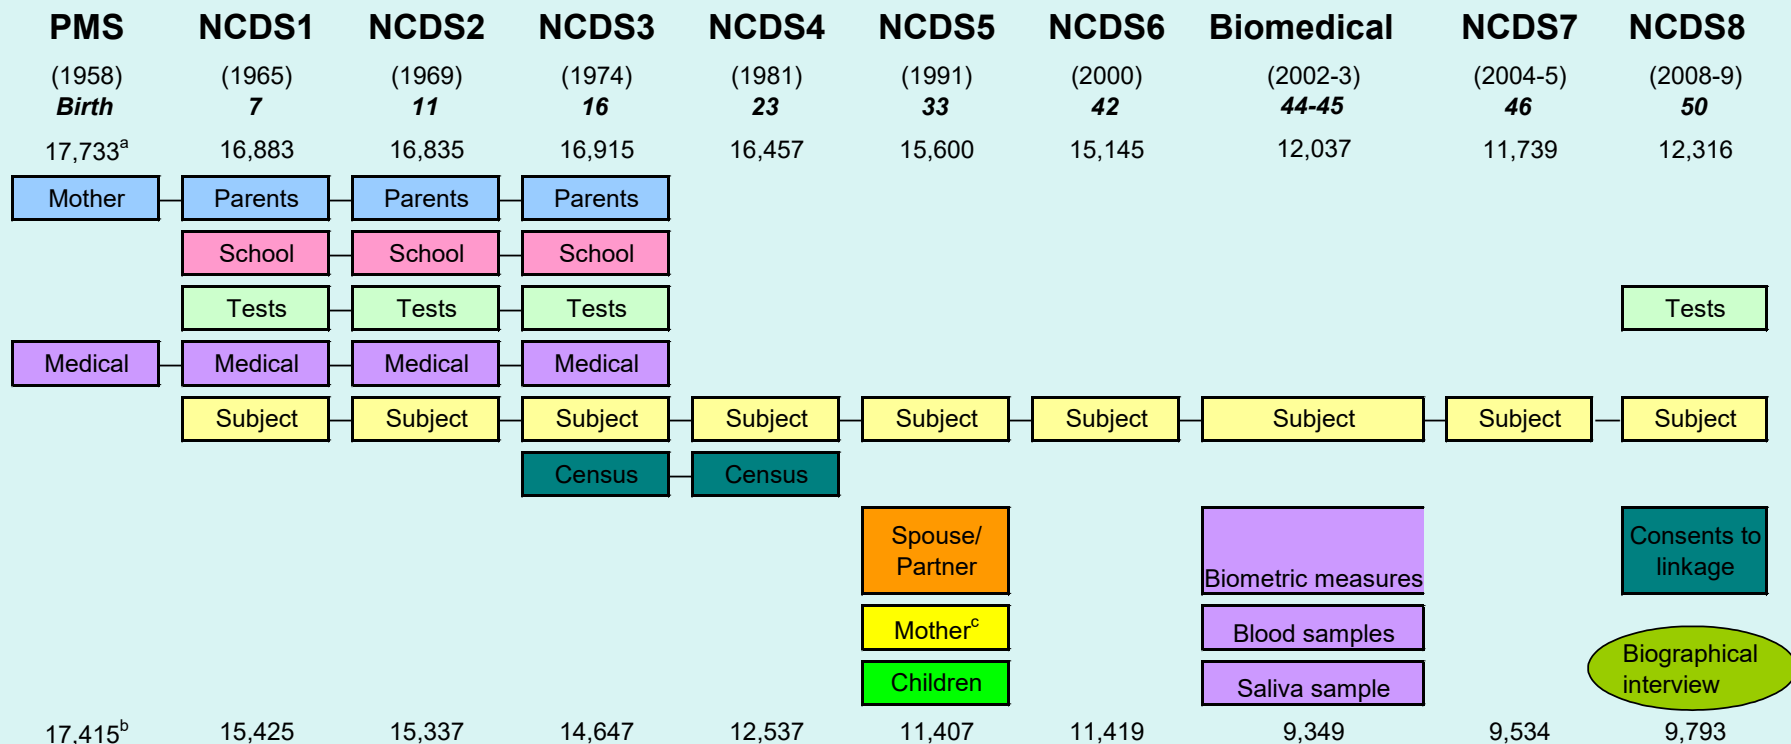 PMS NCDS1 NCDS2 NCDS3 NCDS4 NCDS5 NCDS6 Biomedical NCDS7 NCDS8
(1958) (1965) (1969) (1974) (1981) (1991) (2000) (2002-3) (2004-5) (2008-9)
Birth 7 11 16 23 33 42 44-45 46 50
17,733a 16,883 16,835 16,915 16,457 15,600 15,145 12,037 11,739 12,316
Mother Parents Parents Parents
School School School
Tests Tests Tests Tests
Medical Medical Medical Medical
Subject Subject Subject Subject Subject Subject Subject Subject Subject
Census Census
Spouse/
Partner
Biometric measures
Consents to
linkage
Motherc Blood samples
Biographical
interview
Children Saliva sample
17,415b 15,425 15,337 14,647 12,537 11,407 11,419 9,349 9,534 9,793